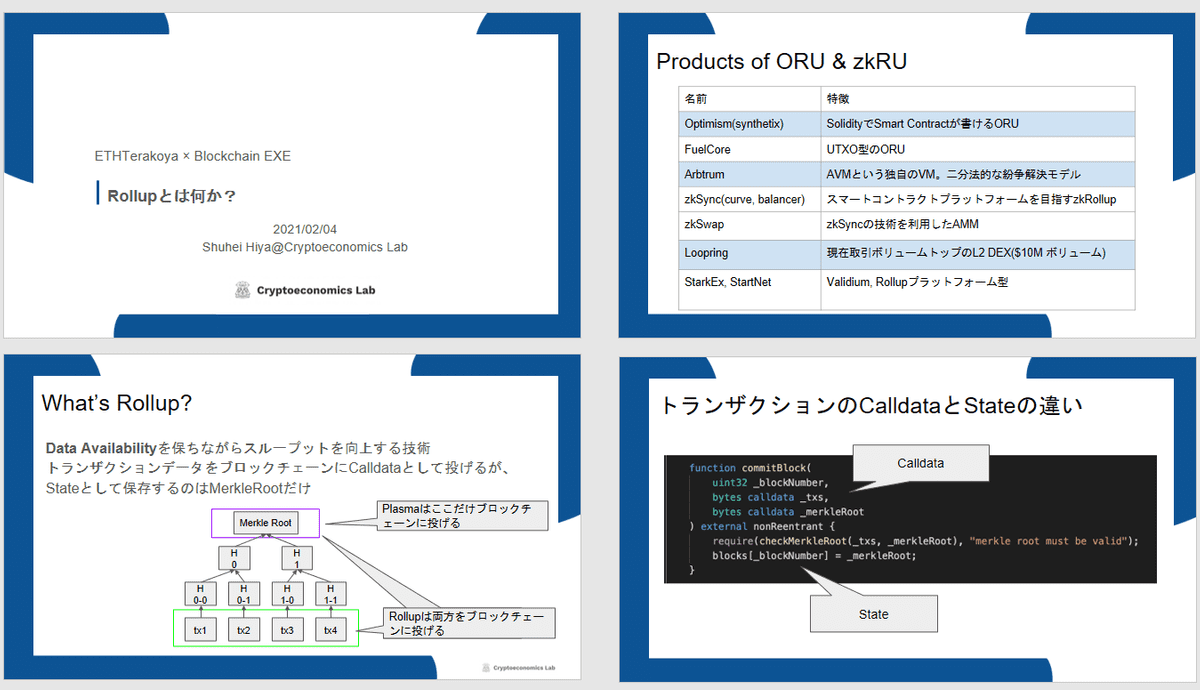 ETHTerakoya × Blockchain EXE
Rollupとは何か？
2021/02/04
Shuhei Hiya@Cryptoeconomics Lab
Cryptoeconomics Lab
Products of ORU & zkRU
名前 特徴
Optimism(synthetix) SolidityでSmart Contractが書けるORU
FuelCore UTXO型のORU
Arbtrum AVMという独自のVM。二分法的な紛争解決モデル
zkSync(curve, balancer) スマートコントラクトプラットフォームを目指すzkRollup
zkSwap zkSyncの技術を利用したAMM
Loopring 現在取引ボリュームトップのL2 DEX($10M ボリューム)
StarkEx, StartNet Validium, Rollupプラットフォーム型
What's Rollup?
Data Availabilityを保ちながらスループットを向上する技術
トランザクションデータをブロックチェーンにCalldataとして投げるが、
Stateとして保存するのはMerkleRootだけ
Merkle Root
Plasmaはここだけブロックチ
ェーンに投げる
H H
0 1
H H H H
0-0 0-1 1-0 1-1
tx1 tx2 tx3 tx4
Rollupは両方をブロックチェー
ンに投げる
Cryptoeconomics Lab
トランザクションのCalldataとStateの違い
Calldata
function commitBlock(
uint32 _blockNumber,
bytes calldata _txs,
bytes calldata _merkleRoot
) external nonReentrant {
require(checkMerkleRoot(_txs, _merkleRoot), "merkle root must be valid");
blocks[_blockNumber] = _merkleRoot;
}
State